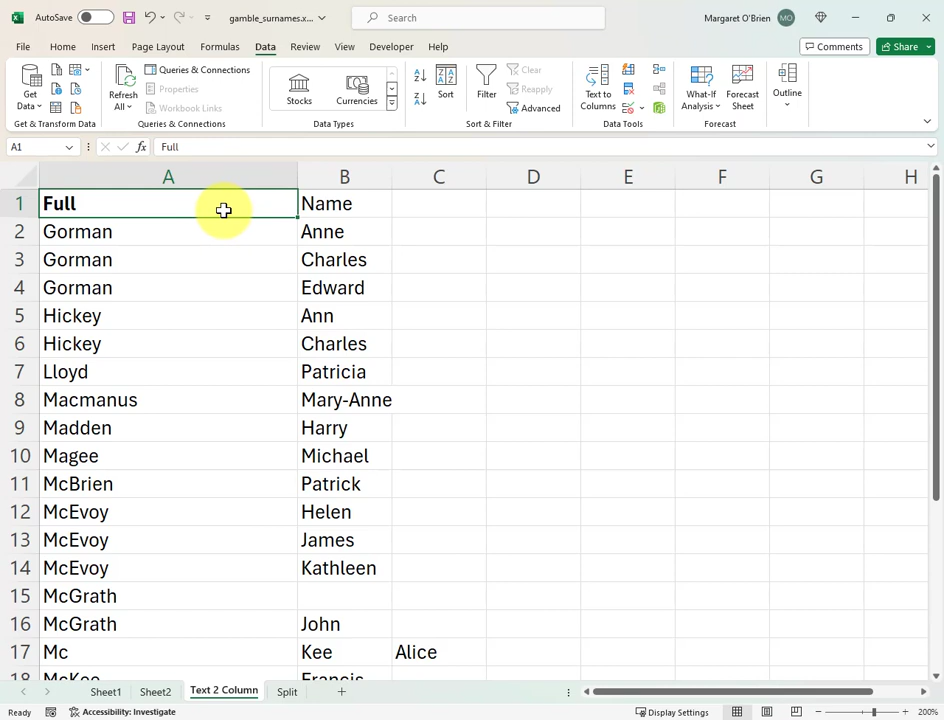 AutoSave
gamble_surnames.x...
Search
Margaret O'Brien MO
File Home Insert Page Layout Formulas Data Review View Developer Help
Comments Share
Get Data
Get & Transform Data
Refresh All
Queries & Connections
Properties
Workbook Links
Queries & Connections
Stocks Currencies
Data Types
Sort
Filter
Clear
Reapply
Advanced
Sort & Filter
Text to Columns
Data Tools
What-If Analysis
Forecast Sheet
Forecast
Outline
A1 fx Full
A B C D E F G H
1 Full Name
2 Gorman Anne
3 Gorman Charles
4 Gorman Edward
5 Hickey Ann
6 Hickey Charles
7 Lloyd Patricia
8 Macmanus Mary-Anne
9 Madden Harry
10 Magee Michael
11 McBrien Patrick
12 McEvoy Helen
13 McEvoy James
14 McEvoy Kathleen
15 McGrath
16 McGrath John
17 Mc Kee Alice
18 McKee Francis
Sheet1 Sheet2 Text 2 Column Split
Ready Accessibility: Investigate Display Settings 200%